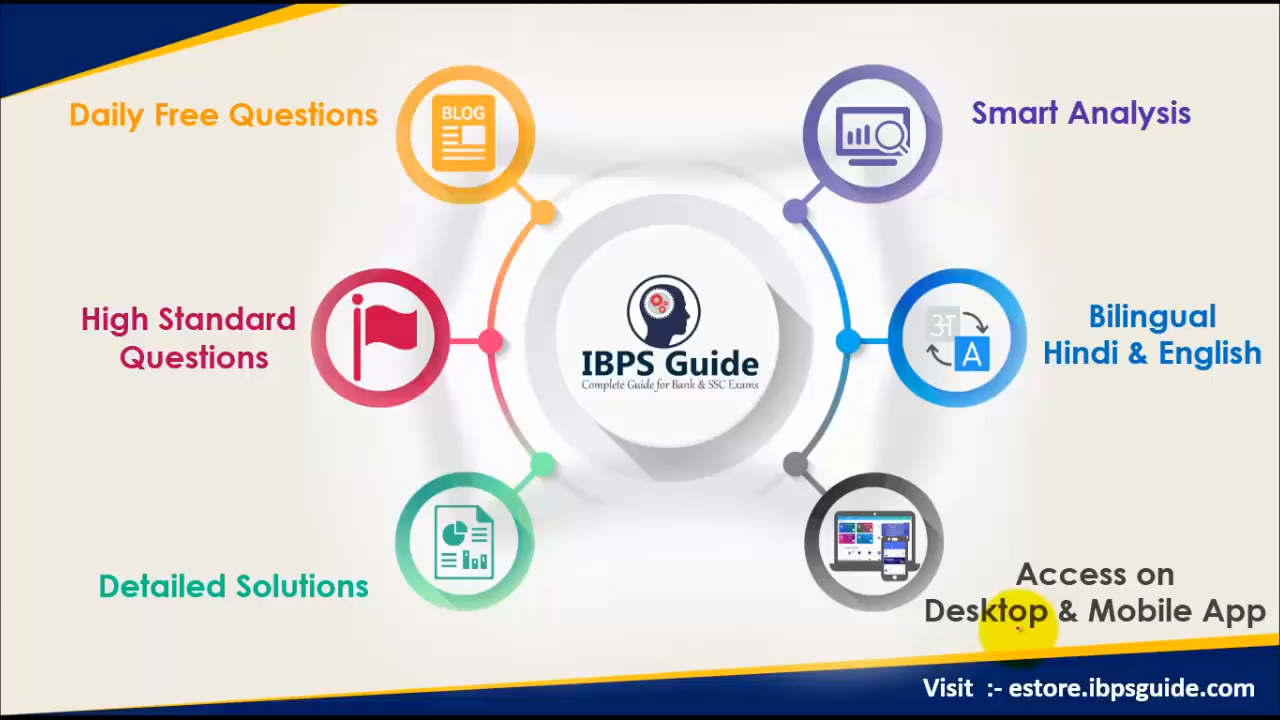 Daily Free Questions
BLOG
Smart Analysis
High Standard
Questions
IBPS Guide
Complete Guide for Bank & SSC Exams
अ
A
Bilingual
Hindi & English
Detailed Solutions
Access on
Desktop & Mobile App
Visit :- estore.ibpsguide.com